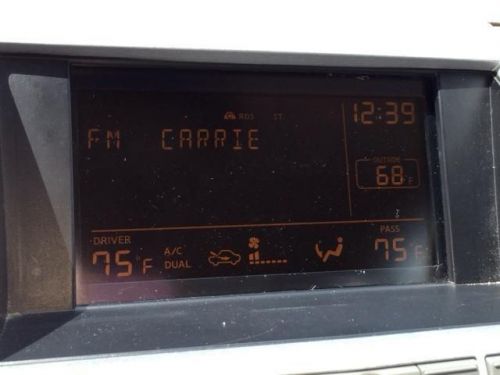 RDS ST 12:39
FM CARRIE
OUTSIDE
68 F
DRIVER PASS
75 F A/C DUAL 75 F